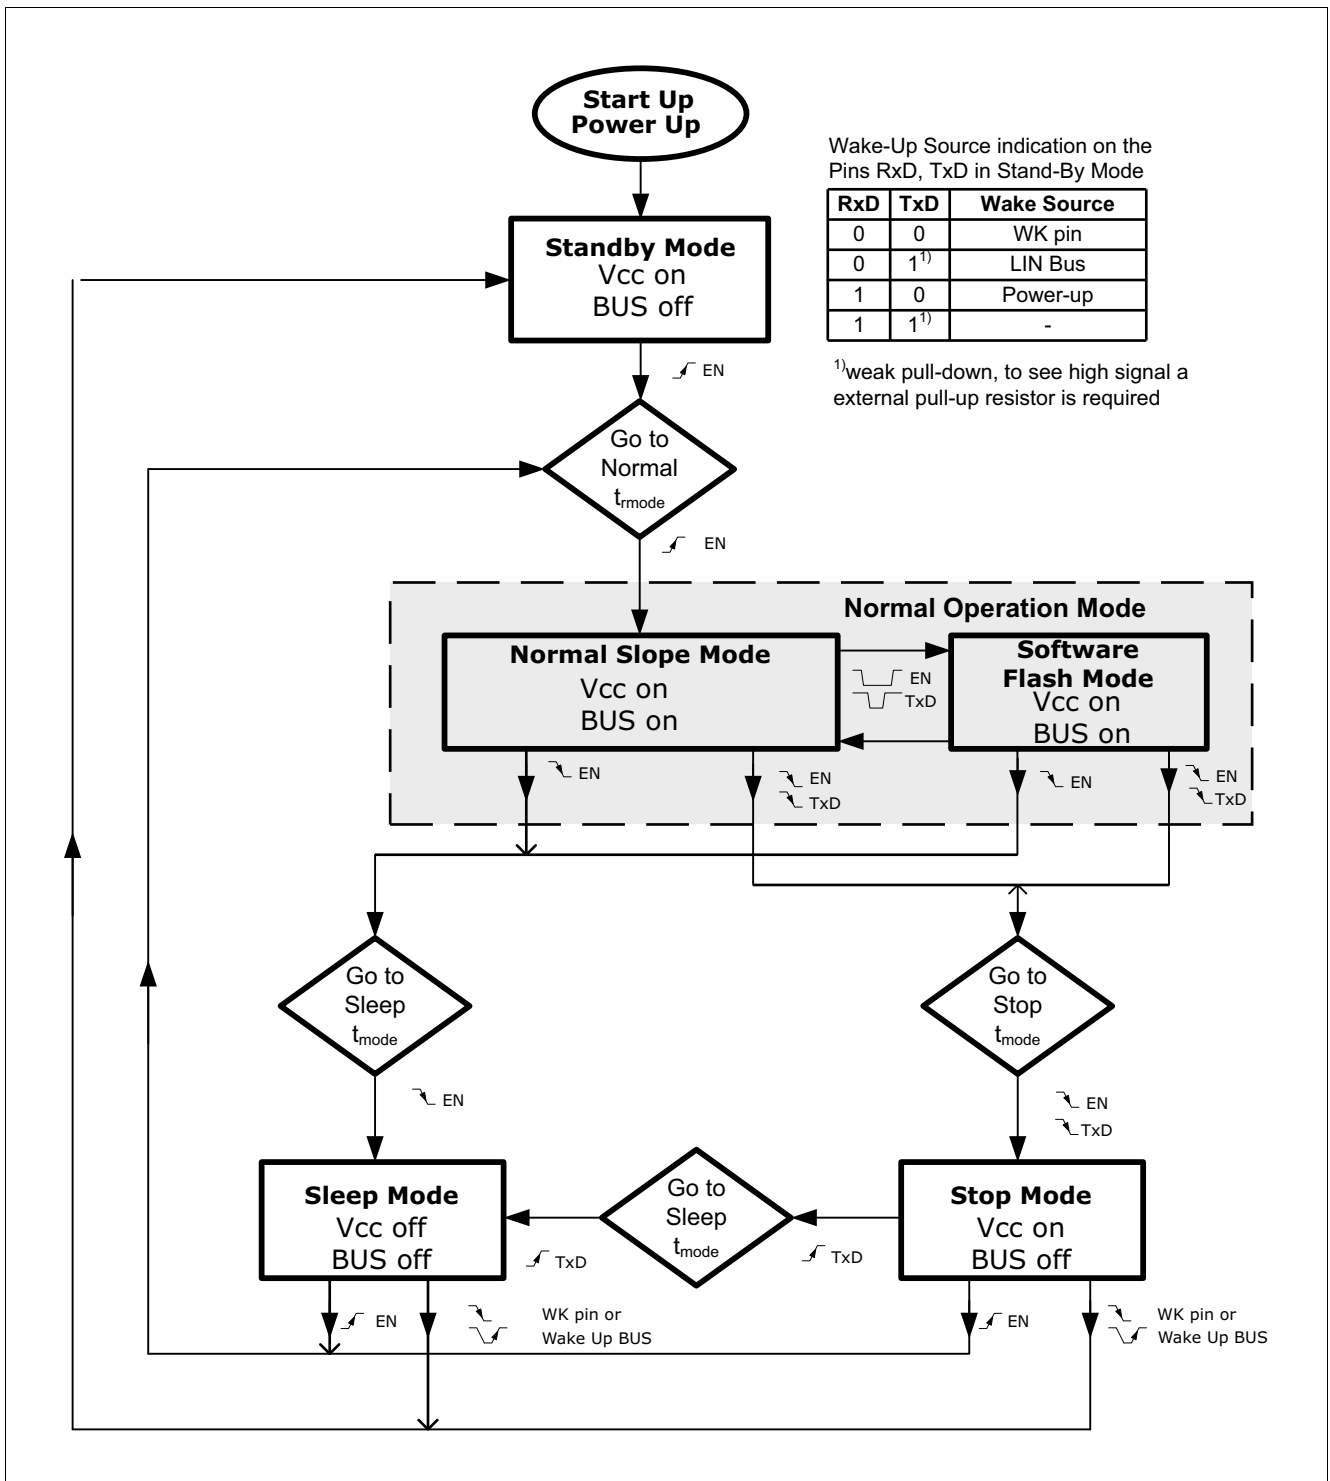 Start Up
Power Up
Wake-Up Source indication on the
Pins RxD, TxD in Stand-By Mode
RxD TxD Wake Source
0 0 WK pin
0 1¹⁾ LIN Bus
1 0 Power-up
1 1¹⁾ -
¹⁾weak pull-down, to see high signal a
external pull-up resistor is required
Standby Mode
Vcc on
BUS off
EN
Go to
Normal
trmode
EN
Normal Operation Mode
Normal Slope Mode
Vcc on
BUS on
EN
TxD
Software
Flash Mode
Vcc on
BUS on
EN
EN
TxD
EN
EN
TxD
Go to
Sleep
tmode
Go to
Stop
tmode
EN
EN
TxD
Sleep Mode
Vcc off
BUS off
Go to
Sleep
tmode
TxD
TxD
Stop Mode
Vcc on
BUS off
EN
WK pin or
Wake Up BUS
EN
WK pin or
Wake Up BUS